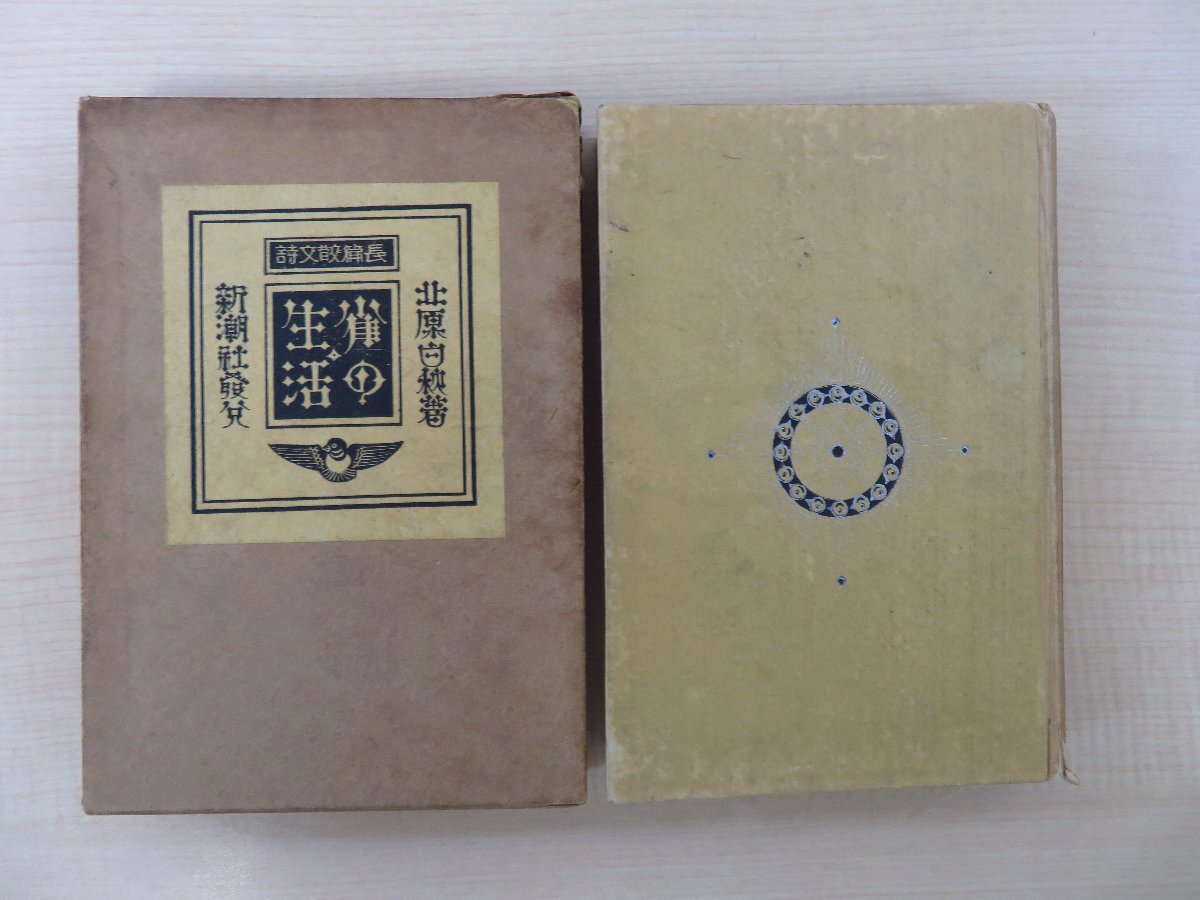 長篇散文詩
北原白秋著
雀の
生活
新潮社發兌